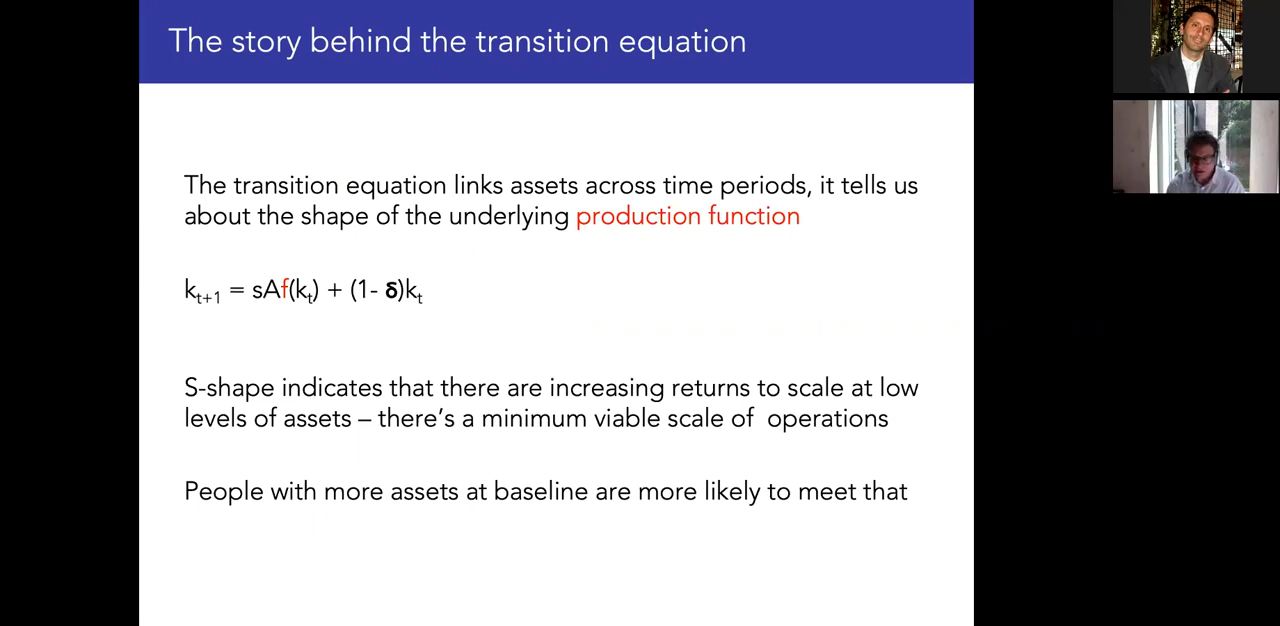 The story behind the transition equation
The transition equation links assets across time periods, it tells us
about the shape of the underlying production function
kt+1 = sAf(kt) + (1- δ)kt
S-shape indicates that there are increasing returns to scale at low
levels of assets – there's a minimum viable scale of operations
People with more assets at baseline are more likely to meet that